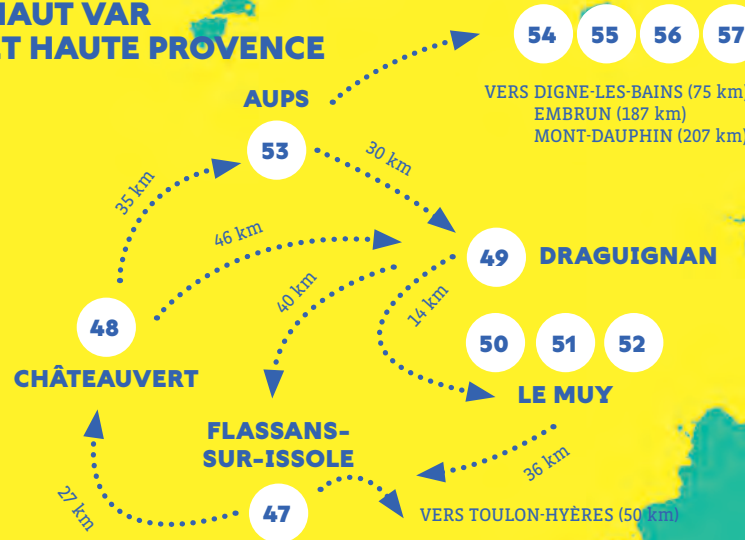 HAUT VAR
ET HAUTE PROVENCE
54 55 56 57
VERS DIGNE-LES-BAINS (75 km)
EMBRUN (187 km)
MONT-DAUPHIN (207 km)
AUPS
53
30 km
35 km
46 km
49 DRAGUIGNAN
40 km
14 km
48
CHÂTEAUVERT
50 51 52
LE MUY
FLASSANS-
SUR-ISSOLE
36 km
27 km
47
VERS TOULON-HYÈRES (50 km)